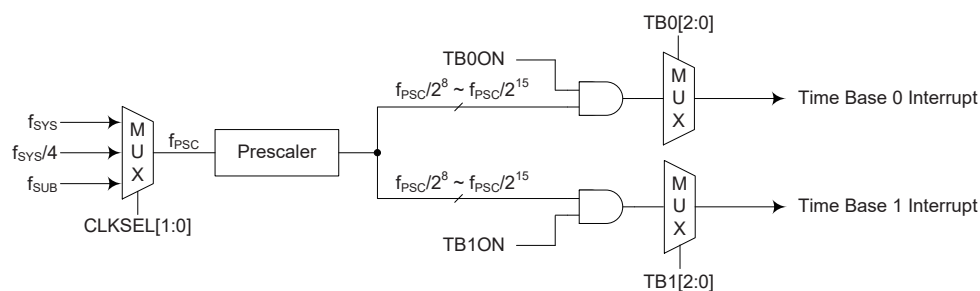 TB0[2:0]
TB0ON
M
U
X
fPSC/2^8 ~ fPSC/2^15
Time Base 0 Interrupt
fSYS
fSYS/4
fSUB
M
U
X
fPSC
Prescaler
CLKSEL[1:0]
fPSC/2^8 ~ fPSC/2^15
M
U
X
Time Base 1 Interrupt
TB1ON
TB1[2:0]